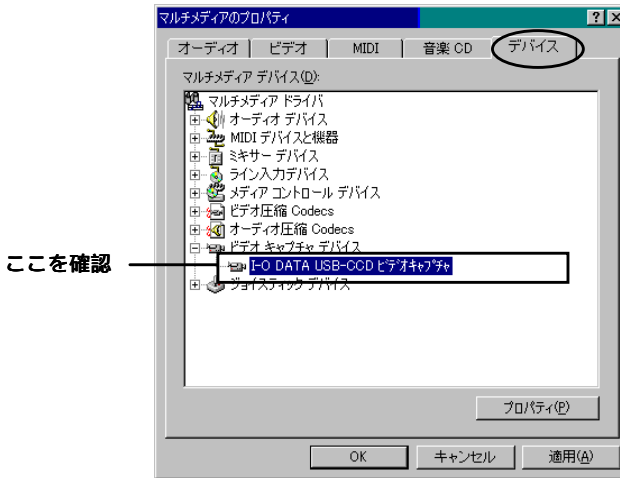 マルチメディアのプロパティ
オーディオ ビデオ MIDI 音楽 CD デバイス
マルチメディア デバイス(D):
マルチメディア ドライバ
オーディオ デバイス
MIDI デバイスと機器
ミキサー デバイス
ライン入力デバイス
メディア コントロール デバイス
ビデオ圧縮 Codecs
オーディオ圧縮 Codecs
ビデオ キャプチャ デバイス
ここを確認
I-O DATA USB-CCD ビデオキャプチャ
ジョイスティック デバイス
プロパティ(P)
OK キャンセル 適用(A)